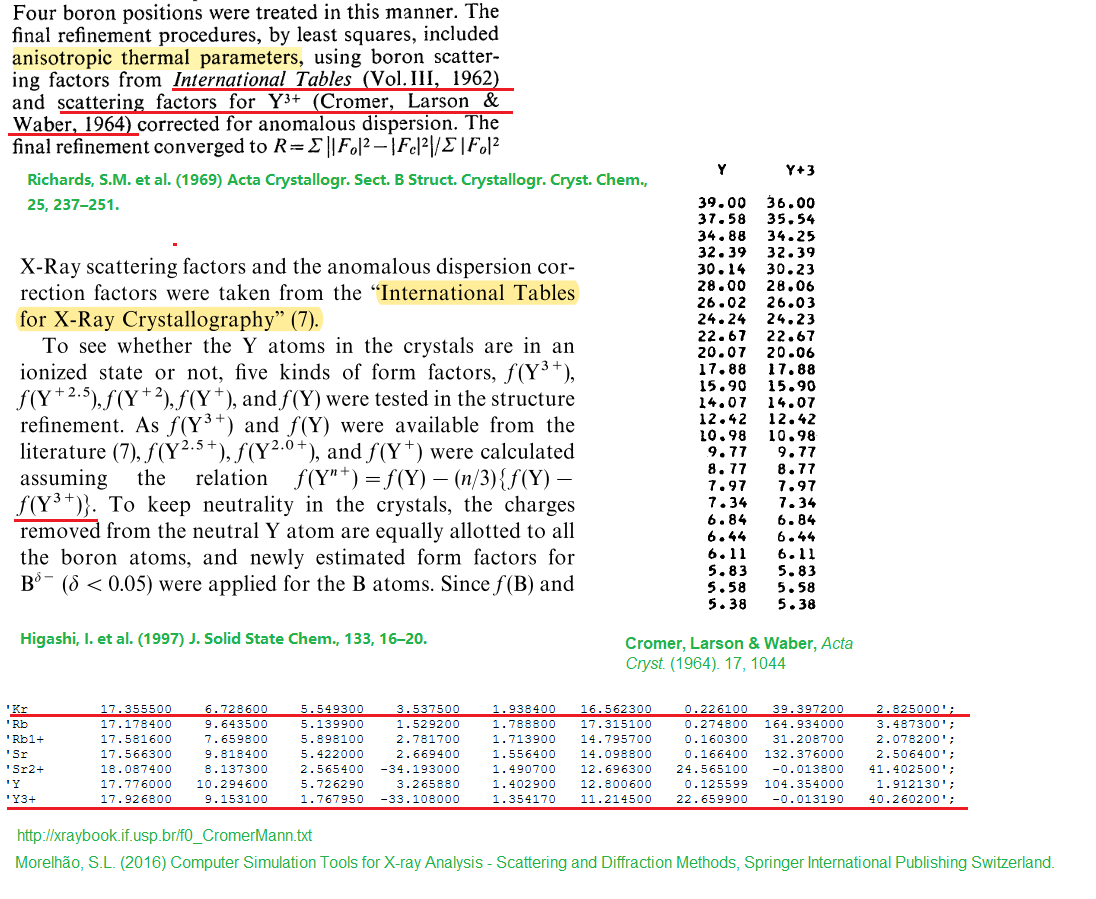 Four boron positions were treated in this manner. The
final refinement procedures, by least squares, included
anisotropic thermal parameters, using boron scatter-
ing factors from International Tables (Vol. III, 1962)
and scattering factors for Y³⁺ (Cromer, Larson &
Waber, 1964) corrected for anomalous dispersion. The
final refinement converged to R=Σ||Fₒ|²−|F꜀|²|/Σ|Fₒ|²
Richards, S.M. et al. (1969) Acta Crystallogr. Sect. B Struct. Crystallogr. Cryst. Chem.,
25, 237–251.
X-Ray scattering factors and the anomalous dispersion cor-
rection factors were taken from the “International Tables
for X-Ray Crystallography” (7).
To see whether the Y atoms in the crystals are in an
ionized state or not, five kinds of form factors, f(Y³⁺),
f(Y⁺²·⁵), f(Y⁺²), f(Y⁺), and f(Y) were tested in the structure
refinement. As f(Y³⁺) and f(Y) were available from the
literature (7), f(Y²·⁵⁺), f(Y²·⁰⁺), and f(Y⁺) were calculated
assuming the relation f(Yⁿ⁺) = f(Y) − (n/3){f(Y) −
f(Y³⁺)}. To keep neutrality in the crystals, the charges
removed from the neutral Y atom are equally allotted to all
the boron atoms, and newly estimated form factors for
B^δ− (δ < 0.05) were applied for the B atoms. Since f(B) and
Higashi, I. et al. (1997) J. Solid State Chem., 133, 16–20.
Y Y+3
39.00 36.00
37.58 35.54
34.88 34.25
32.39 32.39
30.14 30.23
28.00 28.06
26.02 26.03
24.24 24.23
22.67 22.67
20.07 20.06
17.88 17.88
15.90 15.90
14.07 14.07
12.42 12.42
10.98 10.98
9.77 9.77
8.77 8.77
7.97 7.97
7.34 7.34
6.84 6.84
6.44 6.44
6.11 6.11
5.83 5.83
5.58 5.58
5.38 5.38
Cromer, Larson & Waber, Acta
Cryst. (1964). 17, 1044
'Kr 17.355500 6.728600 5.549300 3.537500 1.938400 16.562300 0.226100 39.397200 2.825000';
'Rb 17.178400 9.643500 5.139900 1.529200 1.788800 17.315100 0.274800 164.934000 3.487300';
'Rb1+ 17.581600 7.659800 5.898100 2.781700 1.713900 14.795700 0.160300 31.208700 2.078200';
'Sr 17.566300 9.818400 5.422000 2.669400 1.556400 14.098800 0.166400 132.376000 2.506400';
'Sr2+ 18.087400 8.137300 2.565400 -34.193000 1.490700 12.696300 24.565100 -0.013800 41.402500';
'Y 17.776000 10.294600 5.726290 3.265880 1.402900 12.800600 0.125599 104.354000 1.912130';
'Y3+ 17.926800 9.153100 1.767950 -33.108000 1.354170 11.214500 22.659900 -0.013190 40.260200';
http://xraybook.if.usp.br/f0_CromerMann.txt
Morelhão, S.L. (2016) Computer Simulation Tools for X-ray Analysis - Scattering and Diffraction Methods, Springer International Publishing Switzerland.